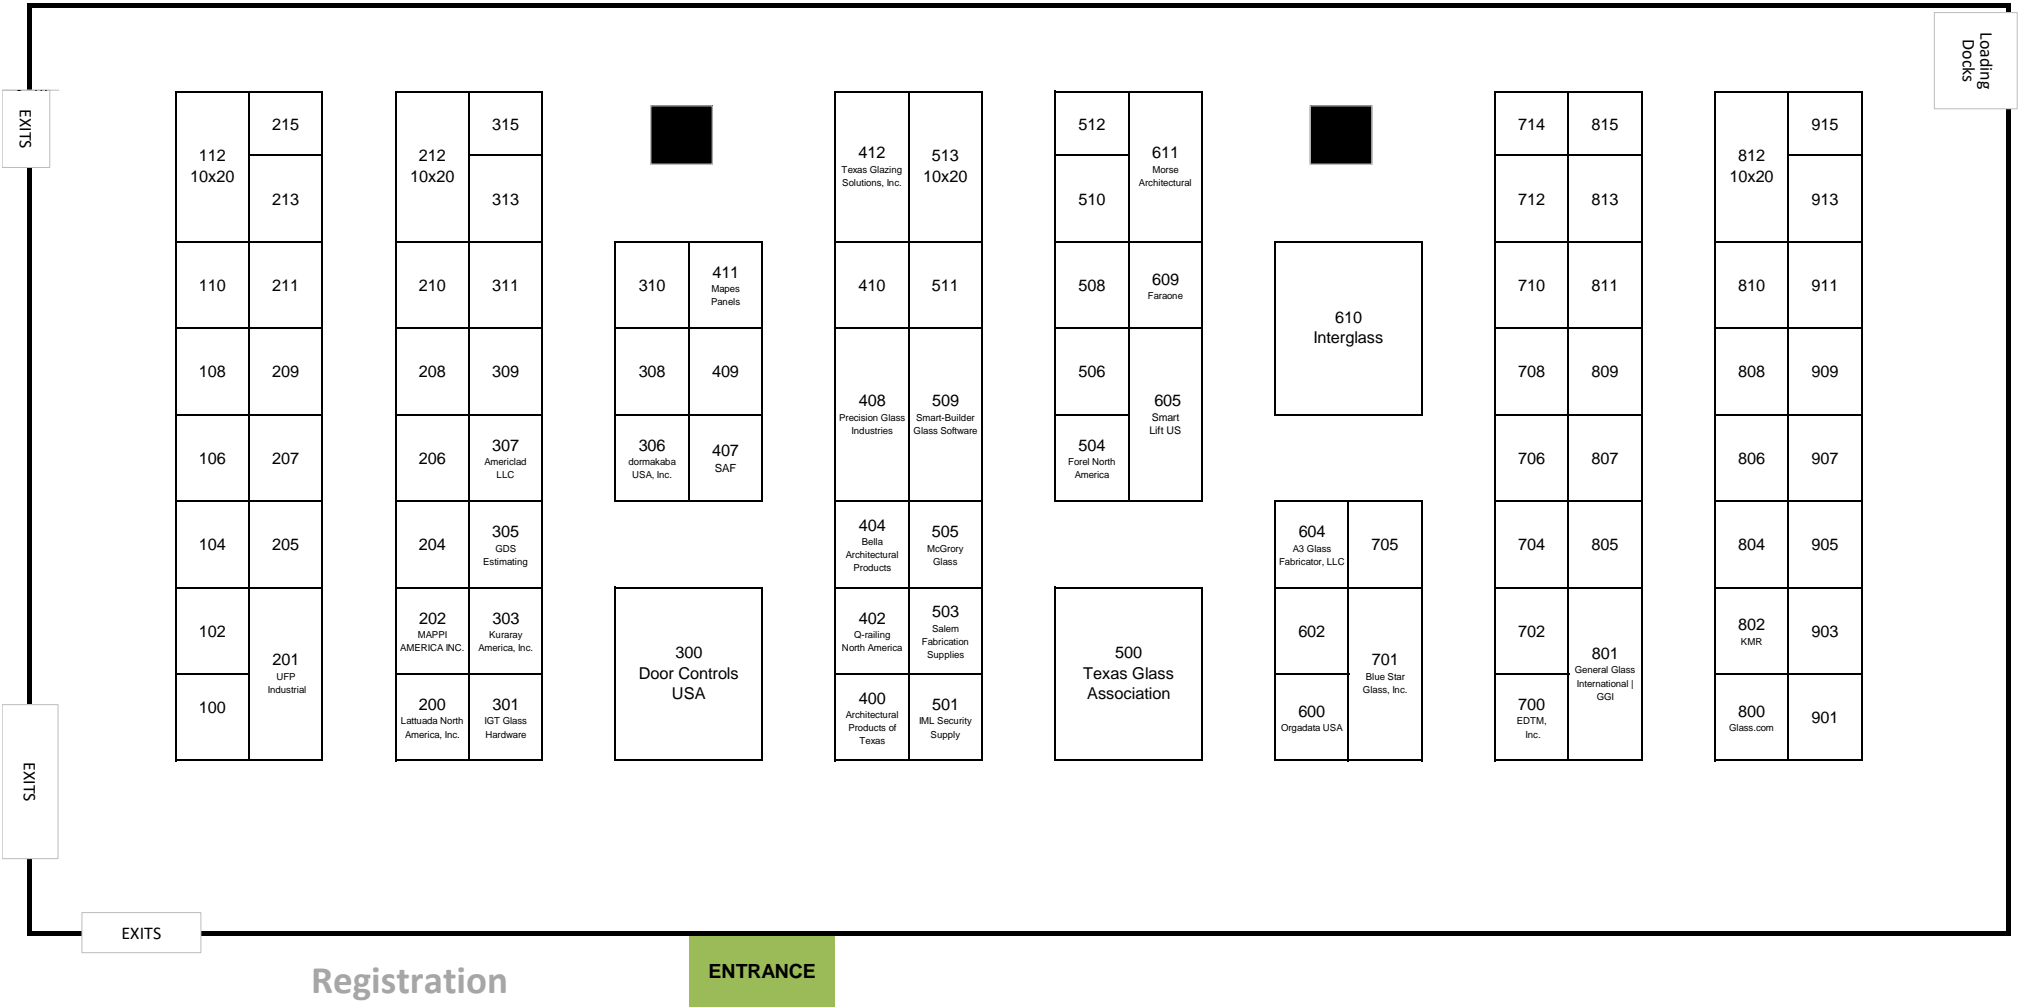 Loading
Docks
EXITS
112
10x20
215
213
110
211
108
209
106
207
104
205
102
201
UFP
Industrial
100
212
10x20
315
313
210
311
208
309
206
307
Americlad
LLC
204
305
GDS
Estimating
202
MAPPI
AMERICA INC.
303
Kuraray
America, Inc.
200
Lattuada North
America, Inc.
301
IGT Glass
Hardware
310
411
Mapes
Panels
308
409
306
dormakaba
USA, Inc.
407
SAF
300
Door Controls
USA
412
Texas Glazing
Solutions, Inc.
513
10x20
410
511
408
Precision Glass
Industries
509
Smart-Builder
Glass Software
404
Bella
Architectural
Products
505
McGrory
Glass
402
Q-railing
North America
503
Salem
Fabrication
Supplies
400
Architectural
Products of
Texas
501
IML Security
Supply
512
611
Morse
Architectural
510
508
609
Faraone
506
605
Smart
Lift US
504
Forel North
America
500
Texas Glass
Association
610
Interglass
604
A3 Glass
Fabricator, LLC
705
602
701
Blue Star
Glass, Inc.
600
Orgadata USA
714
815
712
813
710
811
708
809
706
807
704
805
702
801
General Glass
International |
GGI
700
EDTM,
Inc.
812
10x20
915
913
810
911
808
909
806
907
804
905
802
KMR
903
800
Glass.com
901
EXITS
EXITS
Registration
ENTRANCE